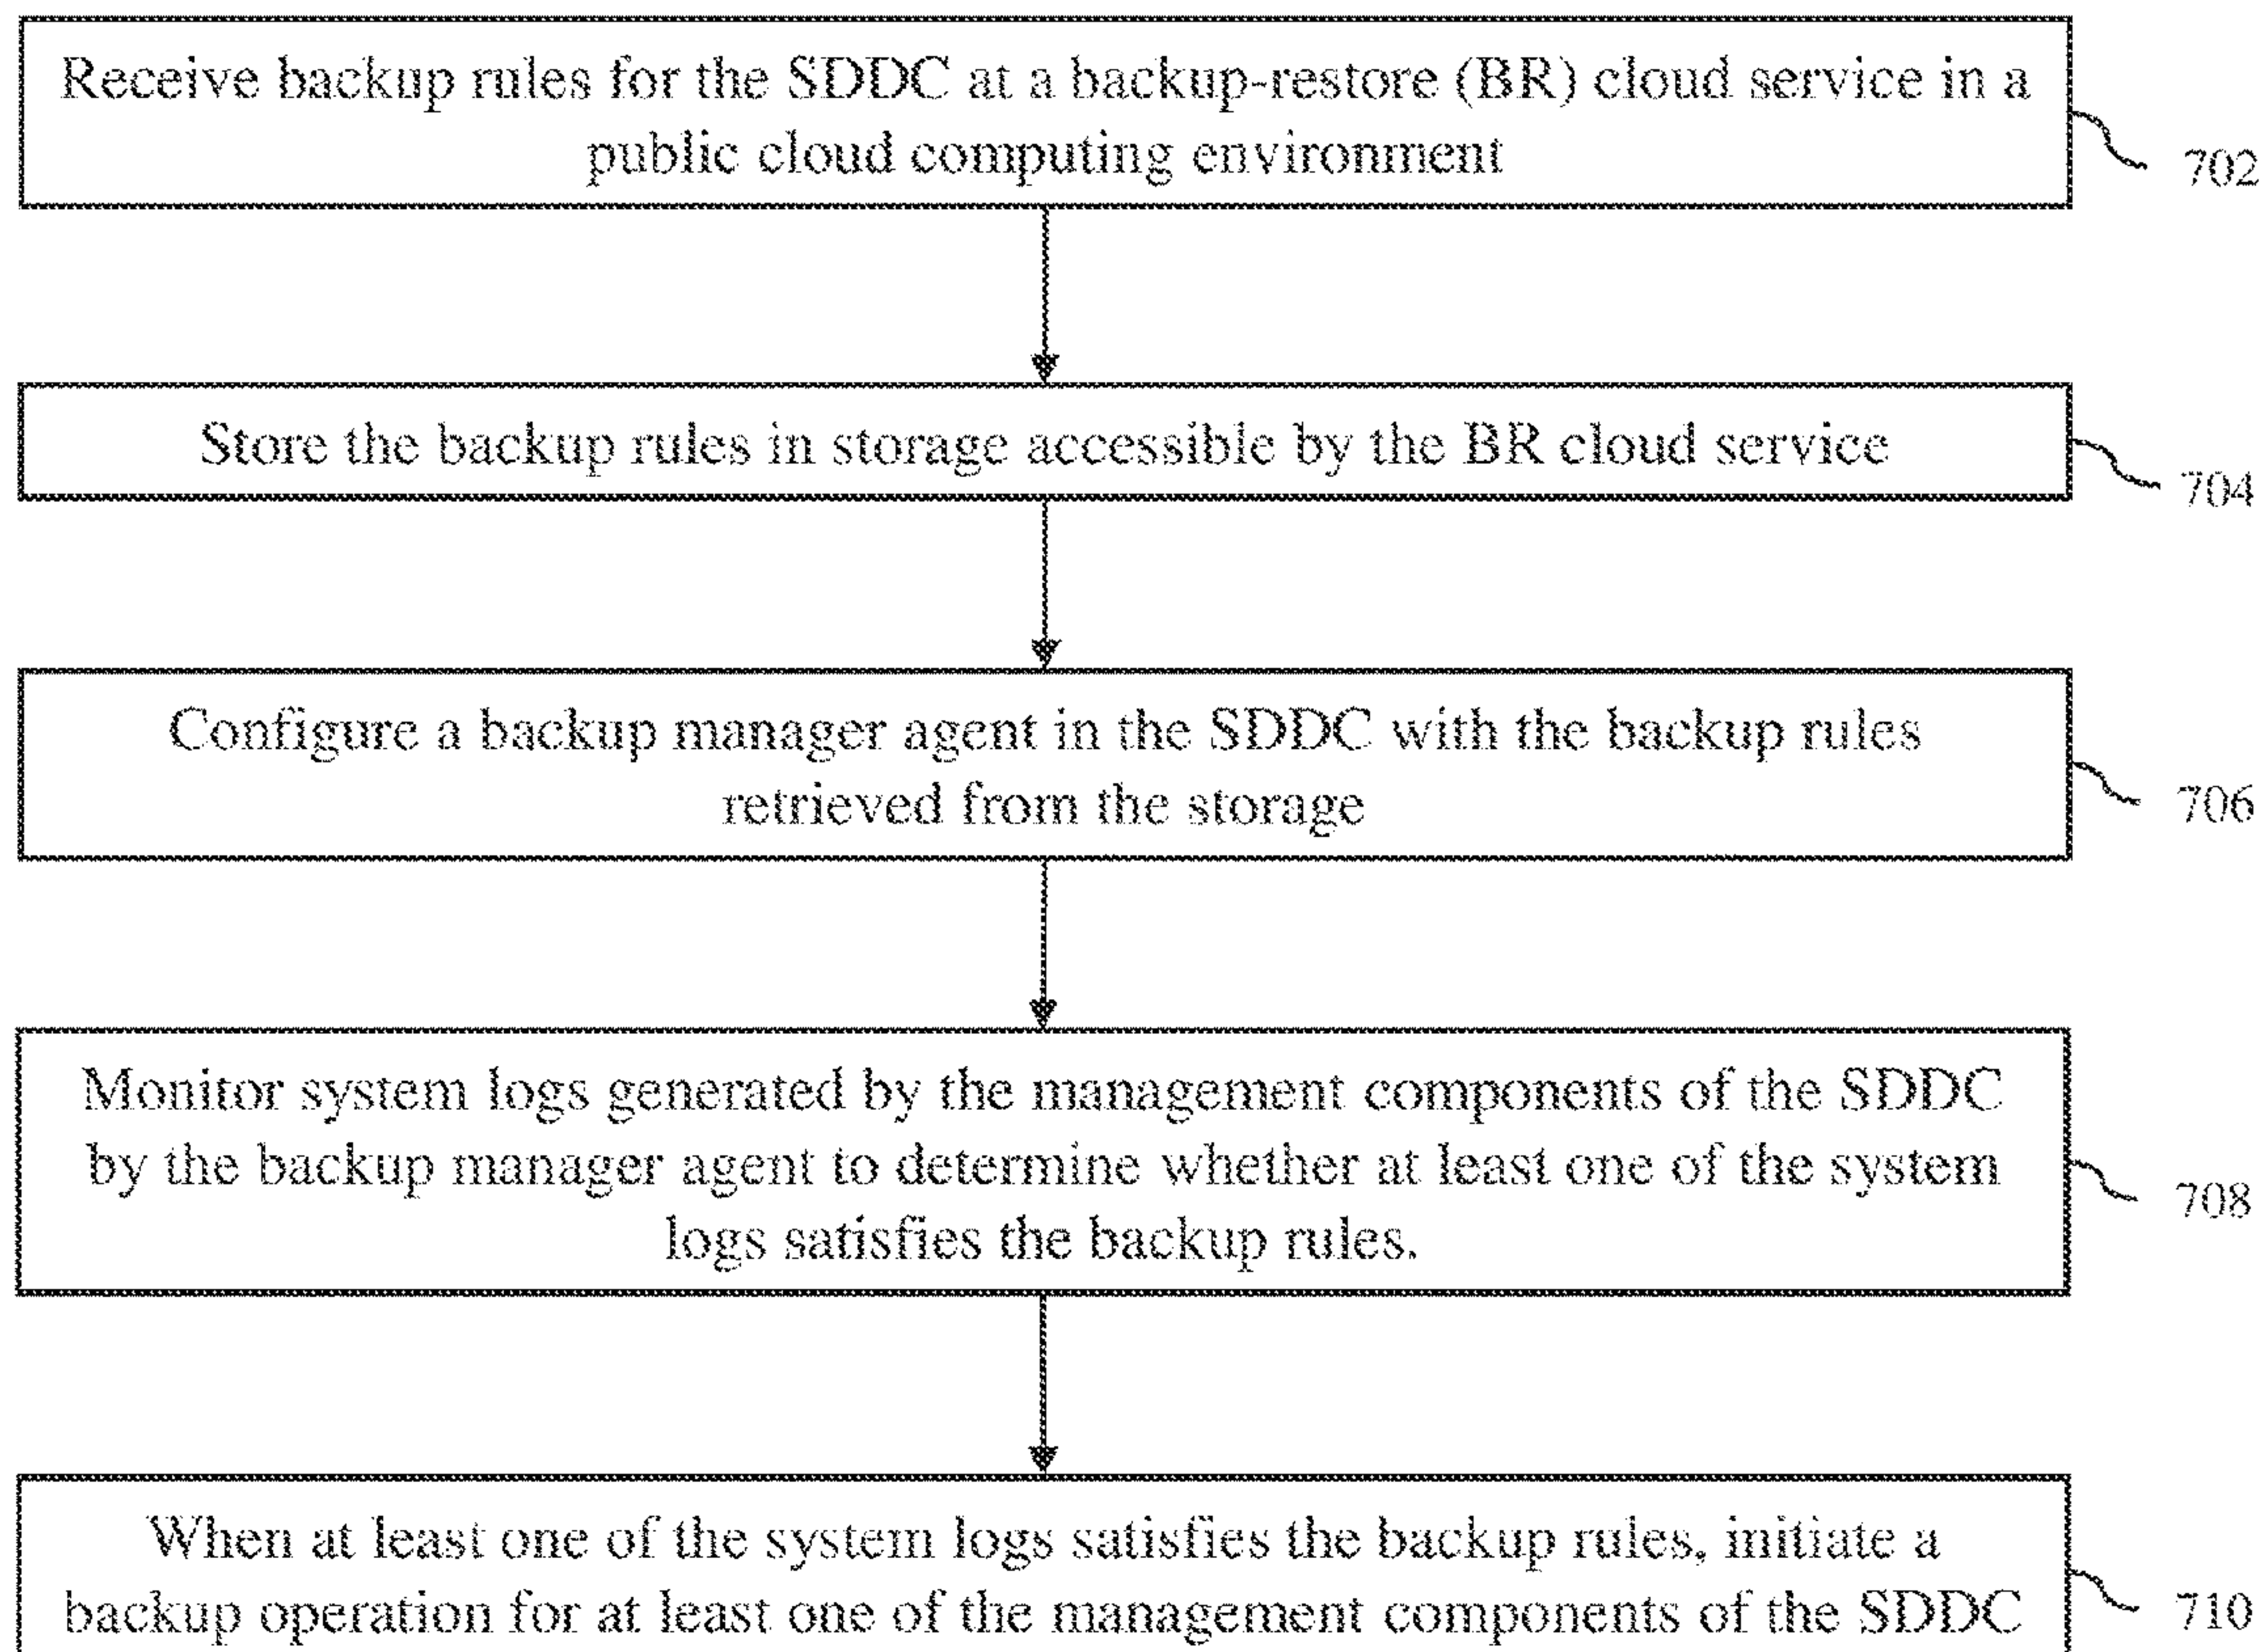 Receive backup rules for the SDDC at a backup-restore (BR) cloud service in a
public cloud computing environment
702
Store the backup rules in storage accessible by the BR cloud service
704
Configure a backup manager agent in the SDDC with the backup rules
retrieved from the storage
706
Monitor system logs generated by the management components of the SDDC
by the backup manager agent to determine whether at least one of the system
logs satisfies the backup rules.
708
When at least one of the system logs satisfies the backup rules, initiate a
backup operation for at least one of the management components of the SDDC
710